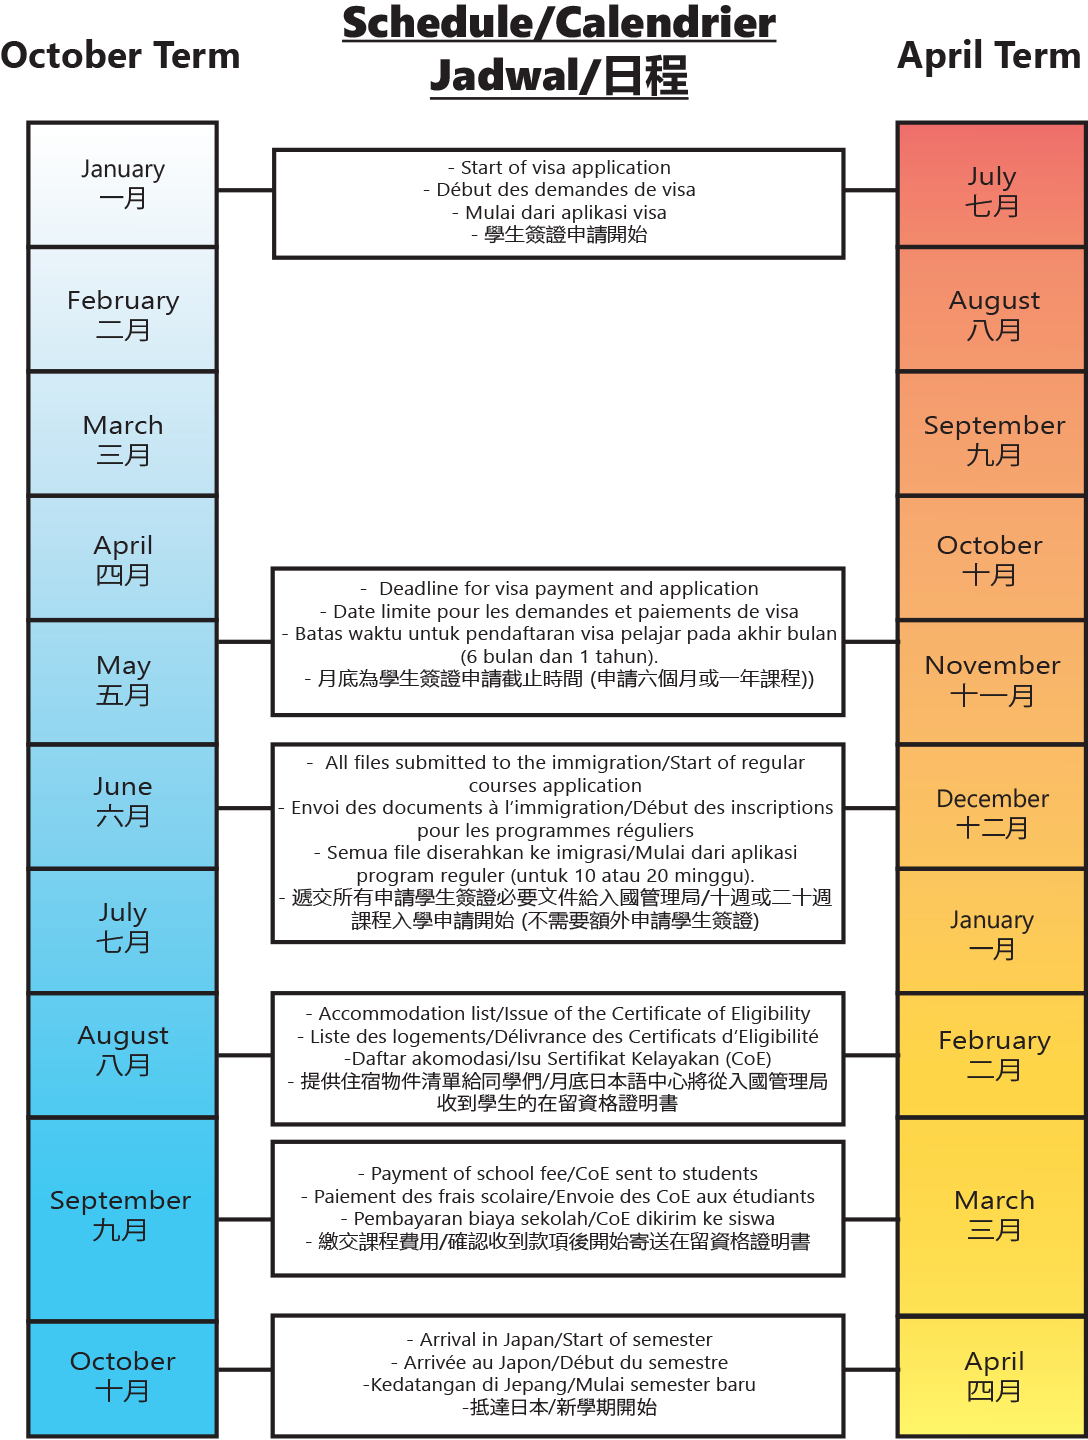 Schedule/Calendrier
Jadwal/日程
October Term
April Term
January
一月
February
二月
March
三月
April
四月
May
五月
June
六月
July
七月
August
八月
September
九月
October
十月
- Start of visa application
- Début des demandes de visa
- Mulai dari aplikasi visa
- 學生簽證申請開始
- Deadline for visa payment and application
- Date limite pour les demandes et paiements de visa
- Batas waktu untuk pendaftaran visa pelajar pada akhir bulan
(6 bulan dan 1 tahun).
- 月底為學生簽證申請截止時間 (申請六個月或一年課程))
- All files submitted to the immigration/Start of regular
courses application
- Envoi des documents à l’immigration/Début des inscriptions
pour les programmes réguliers
- Semua file diserahkan ke imigrasi/Mulai dari aplikasi
program reguler (untuk 10 atau 20 minggu).
- 遞交所有申請學生簽證必要文件給入國管理局/十週或二十週
課程入學申請開始 (不需要額外申請學生簽證)
- Accommodation list/Issue of the Certificate of Eligibility
- Liste des logements/Délivrance des Certificats d’Eligibilité
-Daftar akomodasi/Isu Sertifikat Kelayakan (CoE)
- 提供住宿物件清單給同學們/月底日本語中心將從入國管理局
收到學生的在留資格證明書
- Payment of school fee/CoE sent to students
- Paiement des frais scolaire/Envoie des CoE aux étudiants
- Pembayaran biaya sekolah/CoE dikirim ke siswa
- 繳交課程費用/確認收到款項後開始寄送在留資格證明書
- Arrival in Japan/Start of semester
- Arrivée au Japon/Début du semestre
-Kedatangan di Jepang/Mulai semester baru
-抵達日本/新學期開始
July
七月
August
八月
September
九月
October
十月
November
十一月
December
十二月
January
一月
February
二月
March
三月
April
四月